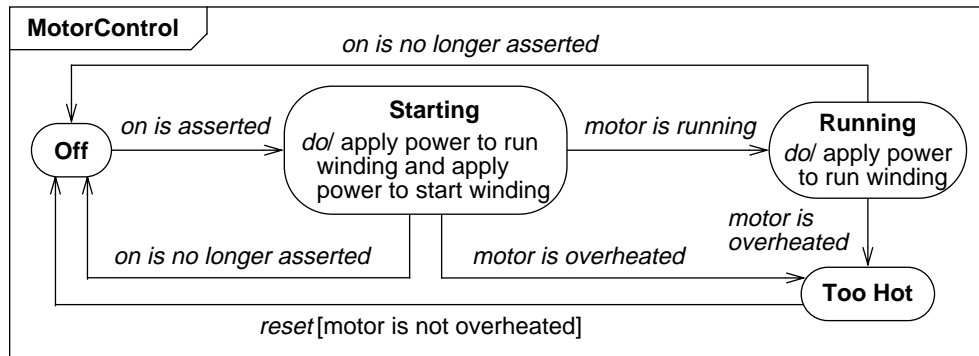 MotorControl
on is no longer asserted
Off
on is asserted
Starting
do/ apply power to run
winding and apply
power to start winding
motor is running
Running
do/ apply power
to run winding
on is no longer asserted
motor is overheated
motor is
overheated
Too Hot
reset [motor is not overheated]